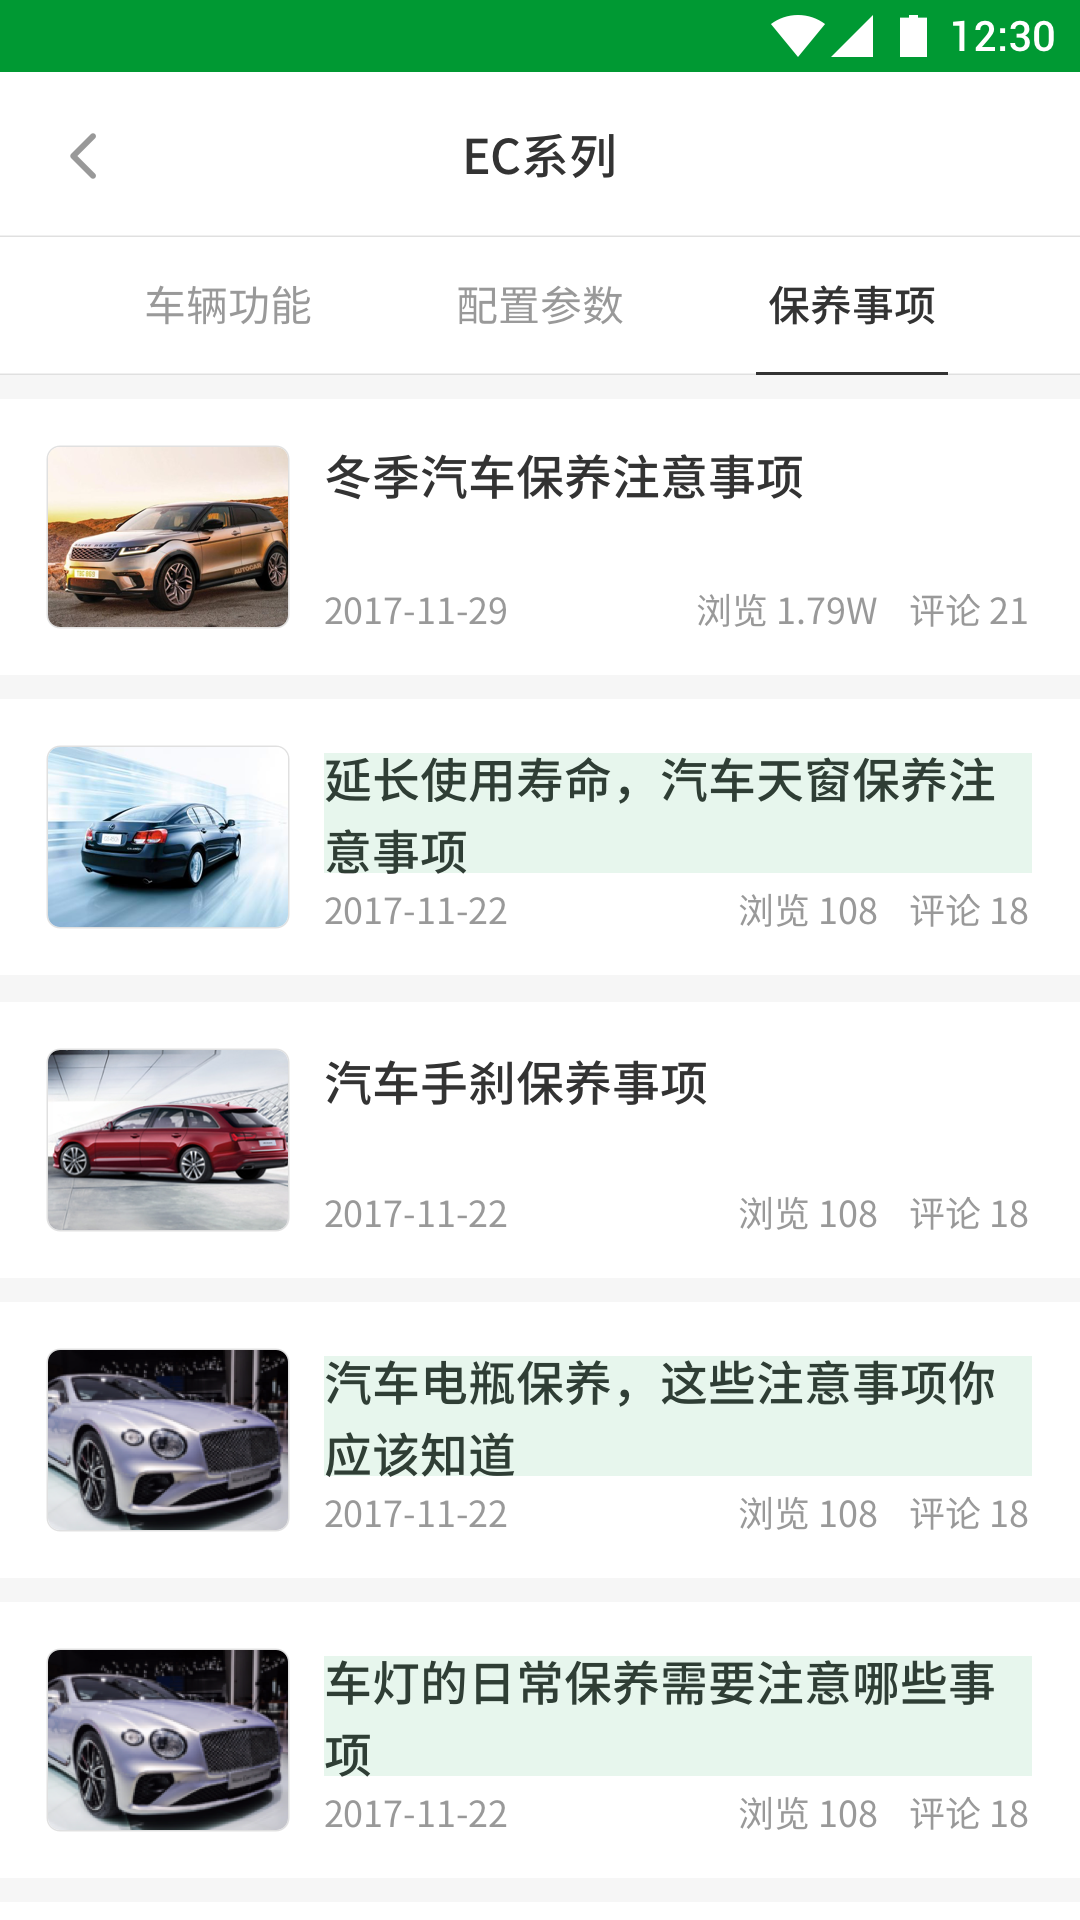 12:30
EC系列
车辆功能 配置参数 保养事项
冬季汽车保养注意事项
2017-11-29 浏览 1.79W 评论 21
延长使用寿命，汽车天窗保养注
意事项
2017-11-22 浏览 108 评论 18
汽车手刹保养事项
2017-11-22 浏览 108 评论 18
汽车电瓶保养，这些注意事项你
应该知道
2017-11-22 浏览 108 评论 18
车灯的日常保养需要注意哪些事
项
2017-11-22 浏览 108 评论 18